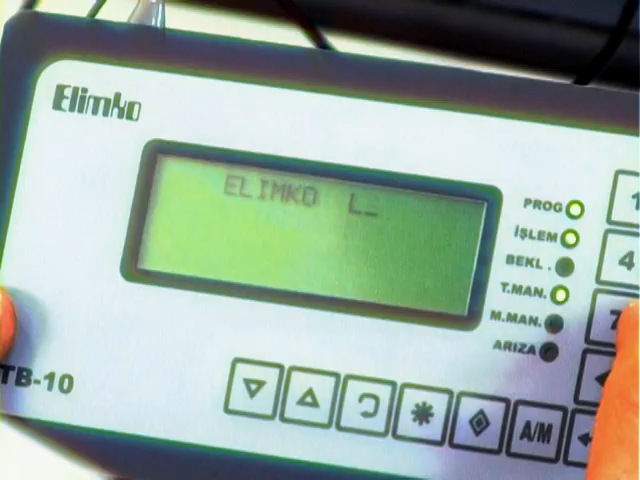 Elimko
ELIMKO L_
PROG
İŞLEM
BEKL.
T.MAN.
M.MAN.
ARIZA
1
4
7
TB-10
A/M